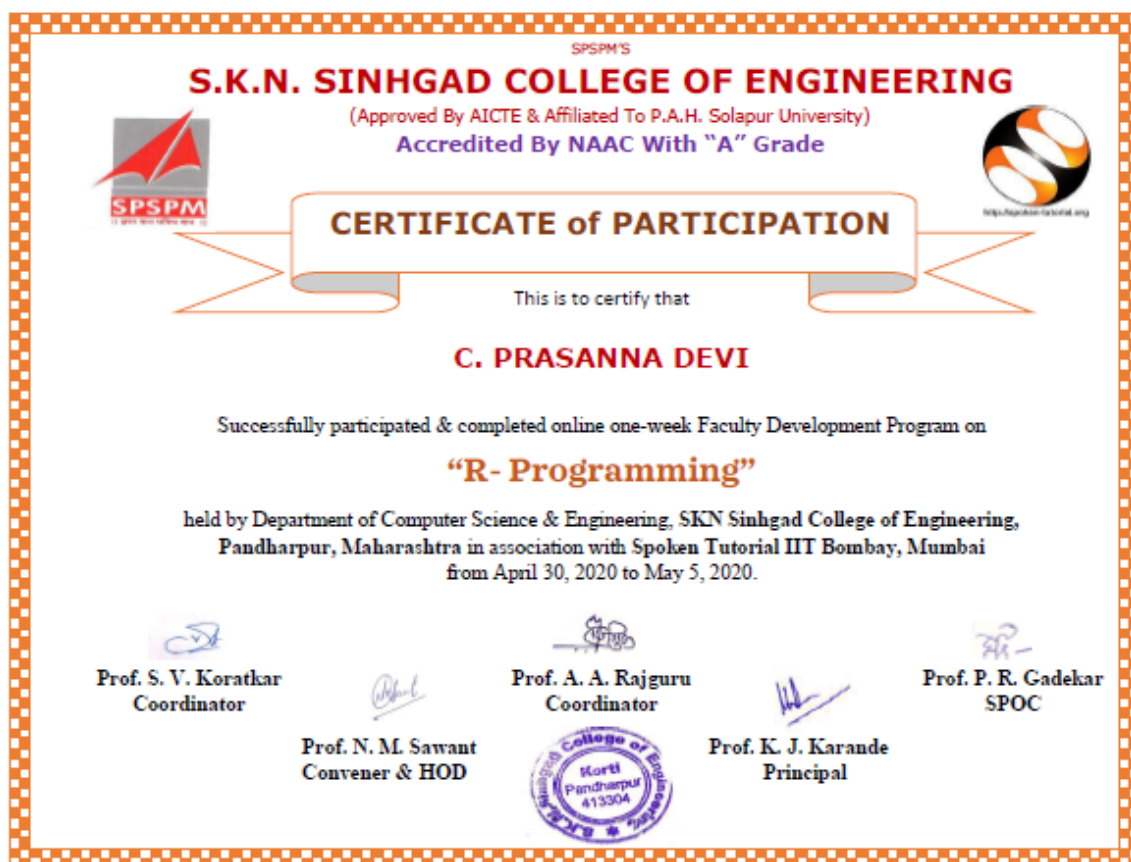 SPSPM'S
S.K.N. SINHGAD COLLEGE OF ENGINEERING
(Approved By AICTE & Affiliated To P.A.H. Solapur University)
Accredited By NAAC With "A" Grade
SPSPM
http://spoken-tutorial.org
CERTIFICATE of PARTICIPATION
This is to certify that
C. PRASANNA DEVI
Successfully participated & completed online one-week Faculty Development Program on
"R- Programming"
held by Department of Computer Science & Engineering, SKN Sinhgad College of Engineering,
Pandharpur, Maharashtra in association with Spoken Tutorial IIT Bombay, Mumbai
from April 30, 2020 to May 5, 2020.
Prof. S. V. Koratkar
Coordinator
Prof. A. A. Rajguru
Coordinator
Prof. P. R. Gadekar
SPOC
Prof. N. M. Sawant
Convener & HOD
Prof. K. J. Karande
Principal
S.K.N. Sinhgad College of Engineering,
Korti
Pandharpur
413304